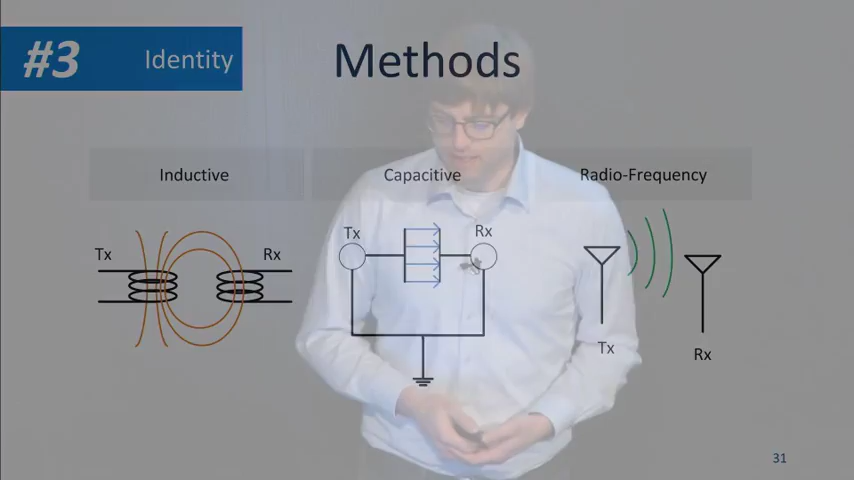 #3 Identity
Methods
Inductive Capacitive Radio-Frequency
Tx Rx
Tx Rx
Tx
Rx
31